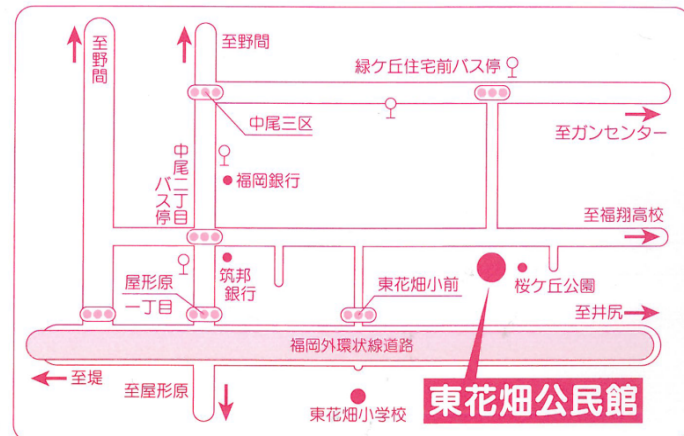 至野間
至野間
緑ケ丘住宅前バス停
中尾三区
至ガンセンター
中尾二丁目
バス停
福岡銀行
至福翔高校
筑邦
銀行
屋形原
一丁目
東花畑小前
桜ケ丘公園
至井尻
福岡外環状線道路
至堤
至屋形原
東花畑小学校
東花畑公民館